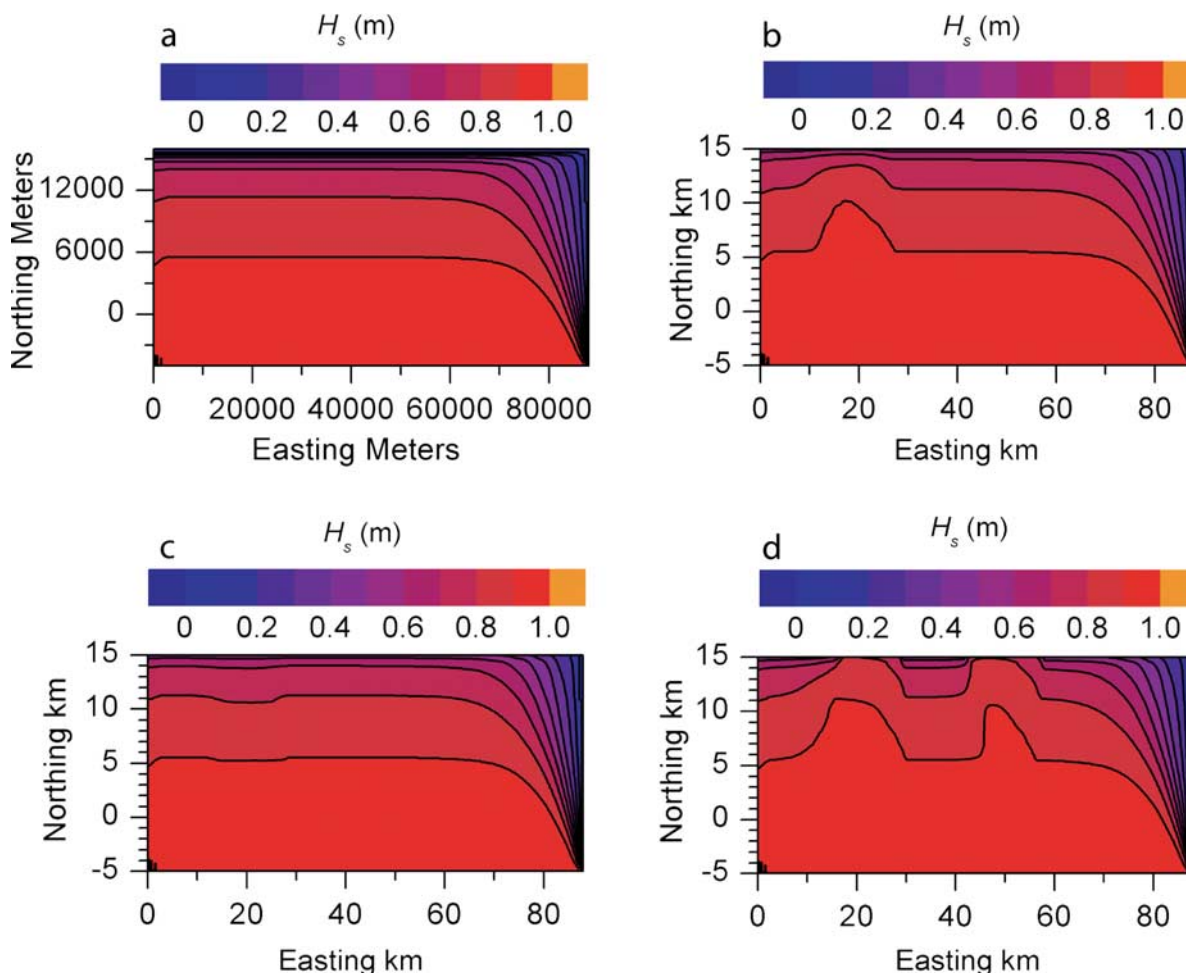 a
H_s (m)
0 0.2 0.4 0.6 0.8 1.0
Northing Meters
12000
6000
0
0 20000 40000 60000 80000
Easting Meters
b
H_s (m)
0 0.2 0.4 0.6 0.8 1.0
Northing km
15
10
5
0
-5
0 20 40 60 80
Easting km
c
H_s (m)
0 0.2 0.4 0.6 0.8 1.0
Northing km
15
10
5
0
-5
0 20 40 60 80
Easting km
d
H_s (m)
0 0.2 0.4 0.6 0.8 1.0
Northing km
15
10
5
0
-5
0 20 40 60 80
Easting km